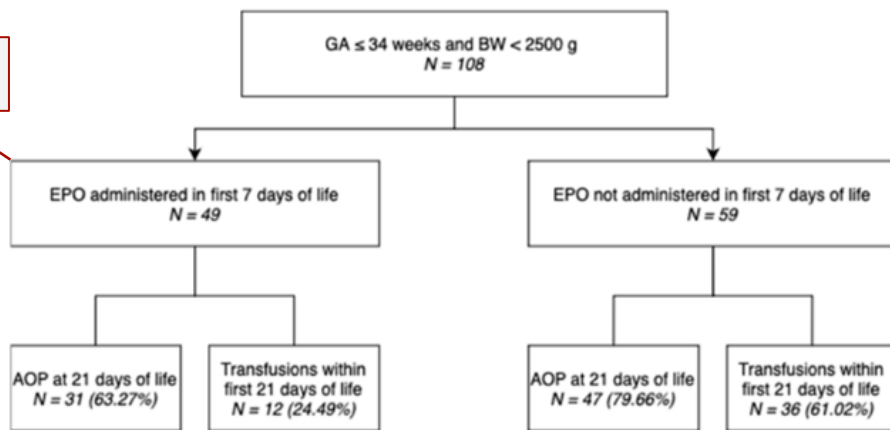 GA ≤ 34 weeks and BW < 2500 g
N = 108
EPO administered in first 7 days of life
N = 49
EPO not administered in first 7 days of life
N = 59
AOP at 21 days of life
N = 31 (63.27%)
Transfusions within
first 21 days of life
N = 12 (24.49%)
AOP at 21 days of life
N = 47 (79.66%)
Transfusions within
first 21 days of life
N = 36 (61.02%)